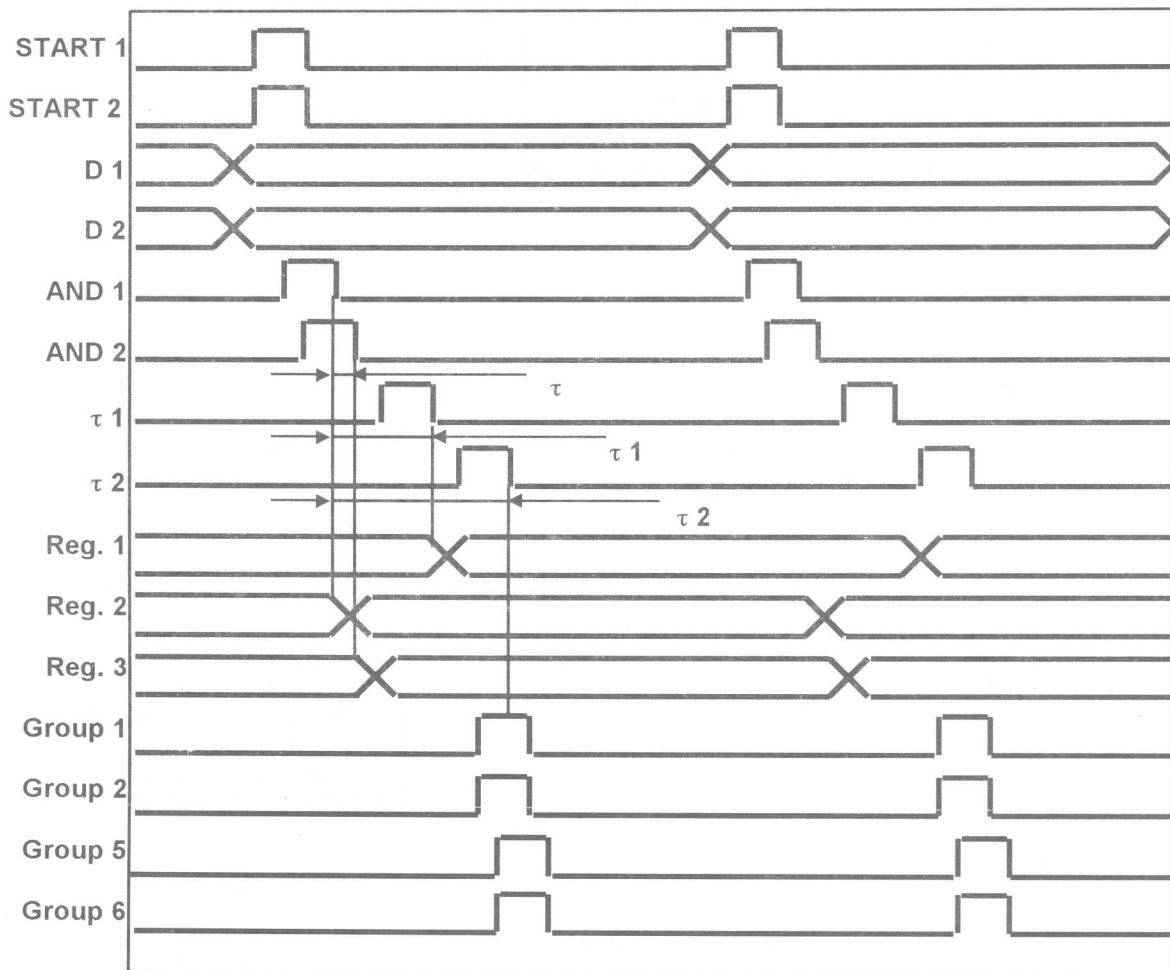 START 1
START 2
D 1
D 2
AND 1
AND 2
τ
τ 1
τ 1
τ 2
τ 2
Reg. 1
Reg. 2
Reg. 3
Group 1
Group 2
Group 5
Group 6